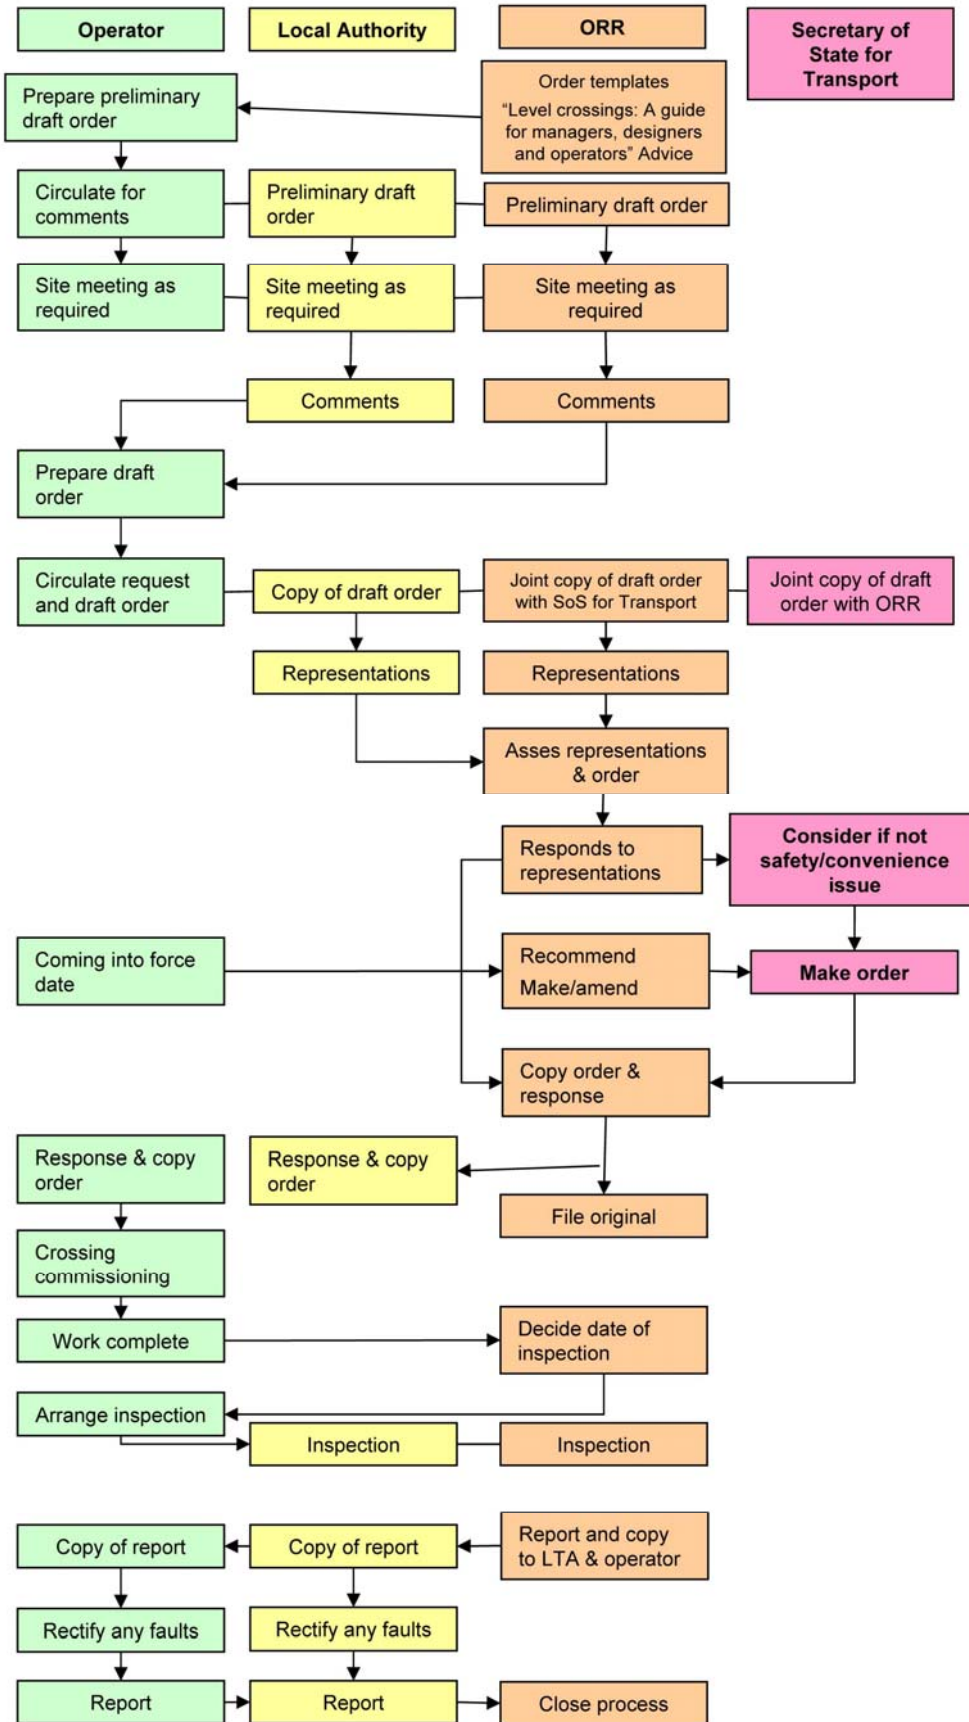 Operator
Local Authority
ORR
Secretary of
State for
Transport
Prepare preliminary
draft order
Order templates
“Level crossings: A guide
for managers, designers
and operators” Advice
Circulate for
comments
Preliminary draft
order
Preliminary draft order
Site meeting as
required
Site meeting as
required
Site meeting as
required
Comments
Comments
Prepare draft
order
Circulate request
and draft order
Copy of draft order
Joint copy of draft order
with SoS for Transport
Joint copy of draft
order with ORR
Representations
Representations
Asses representations
& order
Responds to
representations
Consider if not
safety/convenience
issue
Coming into force
date
Recommend
Make/amend
Make order
Copy order &
response
Response & copy
order
Response & copy
order
File original
Crossing
commissioning
Work complete
Decide date of
inspection
Arrange inspection
Inspection
Inspection
Copy of report
Copy of report
Report and copy
to LTA & operator
Rectify any faults
Rectify any faults
Report
Report
Close process